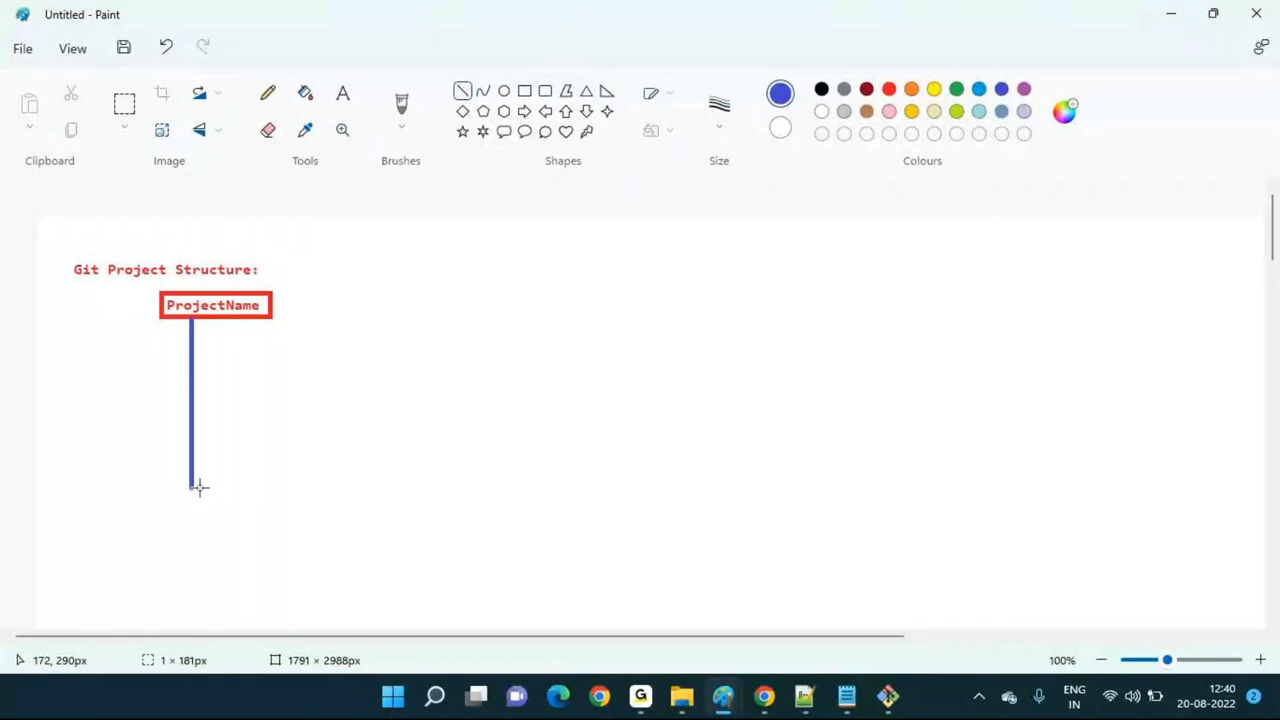 Untitled - Paint
File View
Clipboard Image Tools Brushes Shapes Size Colours
Git Project Structure:
ProjectName
172, 290px 1 × 181px 1791 × 2988px 100%
ENG 12:40
IN 20-08-2022 2